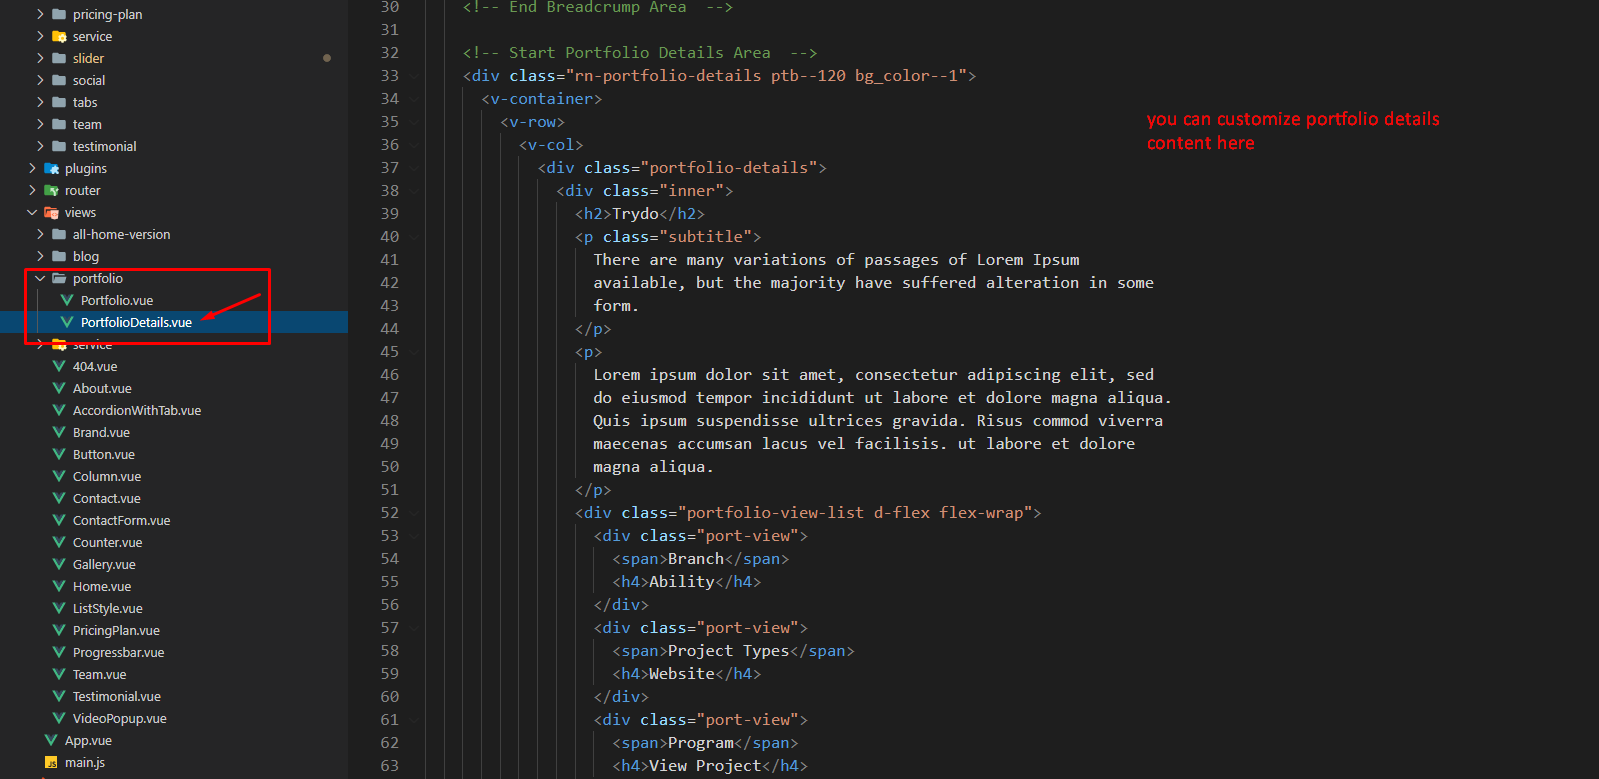 pricing-plan
service
slider
social
tabs
team
testimonial
plugins
router
views
all-home-version
blog
portfolio
Portfolio.vue
PortfolioDetails.vue
service
404.vue
About.vue
AccordionWithTab.vue
Brand.vue
Button.vue
Column.vue
Contact.vue
ContactForm.vue
Counter.vue
Gallery.vue
Home.vue
ListStyle.vue
PricingPlan.vue
Progressbar.vue
Team.vue
Testimonial.vue
VideoPopup.vue
App.vue
JS main.js
30 <!-- End Breadcrump Area  -->
31
32 <!-- Start Portfolio Details Area  -->
33 <div class="rn-portfolio-details ptb--120 bg_color--1">
34 <v-container>
35 <v-row>
36 <v-col>
37 <div class="portfolio-details">
38 <div class="inner">
39 <h2>Trydo</h2>
40 <p class="subtitle">
41 There are many variations of passages of Lorem Ipsum
42 available, but the majority have suffered alteration in some
43 form.
44 </p>
45 <p>
46 Lorem ipsum dolor sit amet, consectetur adipiscing elit, sed
47 do eiusmod tempor incididunt ut labore et dolore magna aliqua.
48 Quis ipsum suspendisse ultrices gravida. Risus commod viverra
49 maecenas accumsan lacus vel facilisis. ut labore et dolore
50 magna aliqua.
51 </p>
52 <div class="portfolio-view-list d-flex flex-wrap">
53 <div class="port-view">
54 <span>Branch</span>
55 <h4>Ability</h4>
56 </div>
57 <div class="port-view">
58 <span>Project Types</span>
59 <h4>Website</h4>
60 </div>
61 <div class="port-view">
62 <span>Program</span>
63 <h4>View Project</h4>
you can customize portfolio details
content here